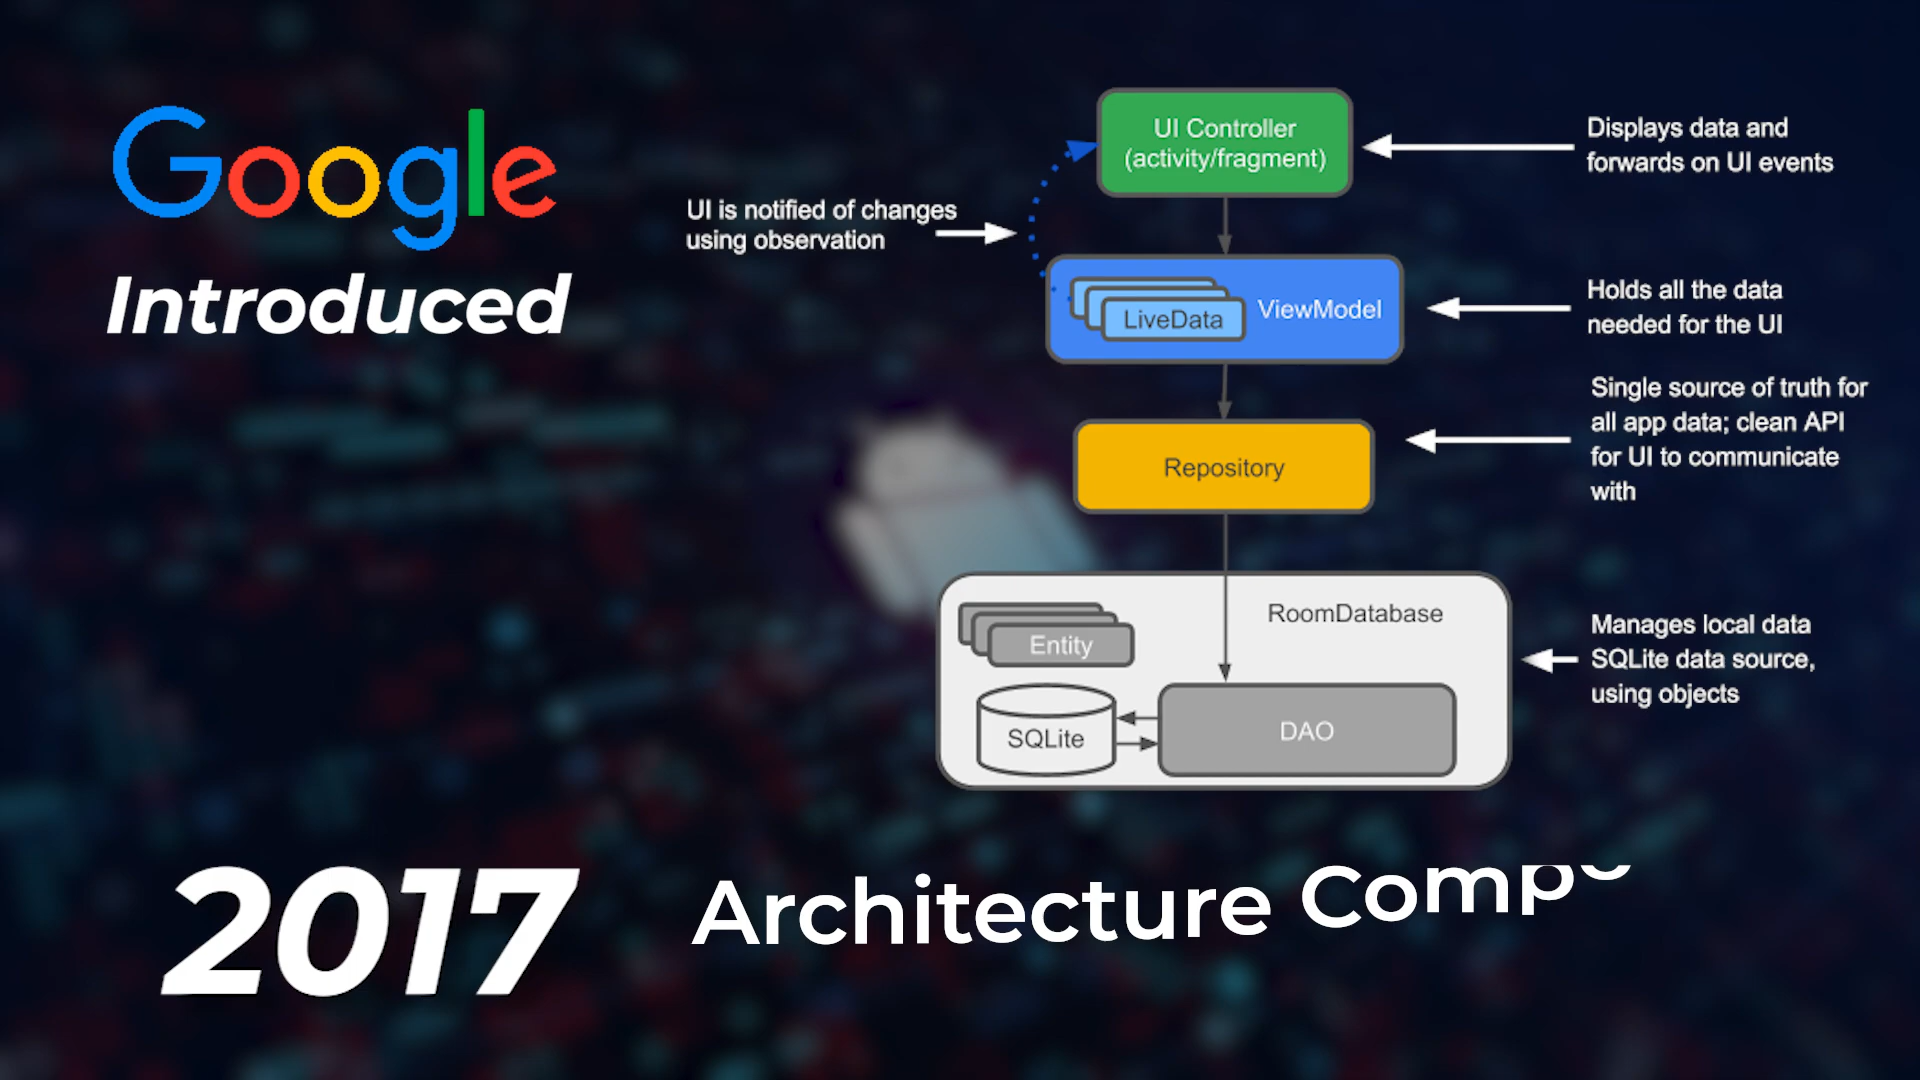 Google
Introduced
2017
UI is notified of changes
using observation
UI Controller
(activity/fragment)
Displays data and
forwards on UI events
LiveData
ViewModel
Holds all the data
needed for the UI
Repository
Single source of truth for
all app data; clean API
for UI to communicate
with
RoomDatabase
Entity
SQLite
DAO
Manages local data
SQLite data source,
using objects
Architecture Compo